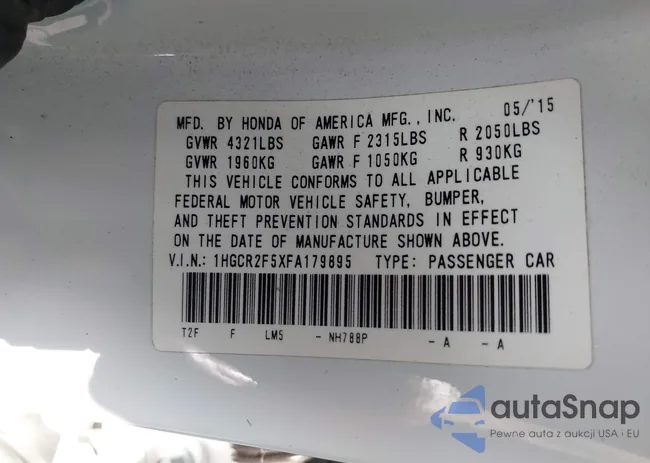 MFD. BY HONDA OF AMERICA MFG., INC. 05/'15
GVWR 4321LBS GAWR F 2315LBS R 2050LBS
GVWR 1960KG GAWR F 1050KG R 930KG
THIS VEHICLE CONFORMS TO ALL APPLICABLE
FEDERAL MOTOR VEHICLE SAFETY, BUMPER,
AND THEFT PREVENTION STANDARDS IN EFFECT
ON THE DATE OF MANUFACTURE SHOWN ABOVE.
V.I.N.: 1HGCR2F5XFA179895 TYPE: PASSENGER CAR
T2F F LM5 - NH788P - A - A
autaSnap
Pewne auta z aukcji USA i EU